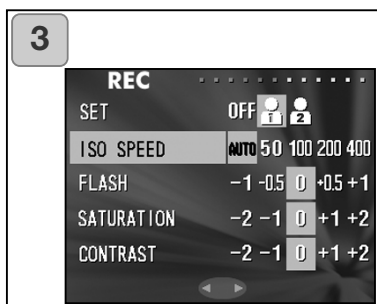 3
REC
SET OFF 1 2
ISO SPEED AUTO 50 100 200 400
FLASH -1 -0.5 0 +0.5 +1
SATURATION -2 -1 0 +1 +2
CONTRAST -2 -1 0 +1 +2